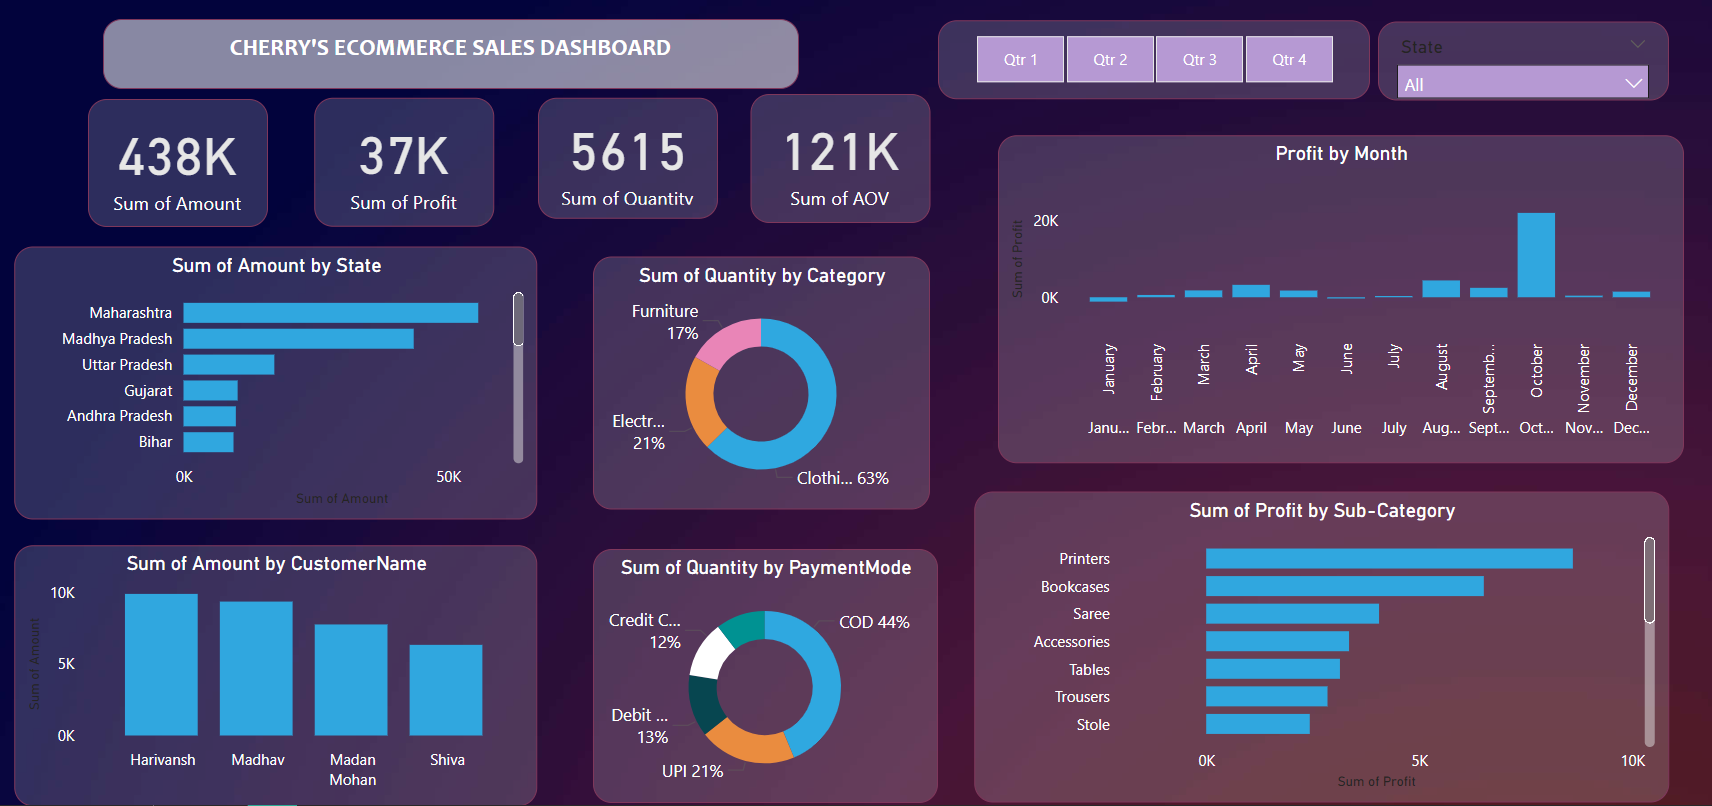 CHERRY'S ECOMMERCE SALES DASHBOARD
Qtr 1
Qtr 2
Qtr 3
Qtr 4
State
All
438K
Sum of Amount
37K
Sum of Profit
5615
Sum of Quantity
121K
Sum of AOV
Profit by Month
Sum of Profit
20K
0K
January
February
March
April
May
June
July
August
Septemb...
October
November
December
Janu...
Febr...
March
April
May
June
July
Aug...
Sept...
Oct...
Nov...
Dec...
Sum of Amount by State
Maharashtra
Madhya Pradesh
Uttar Pradesh
Gujarat
Andhra Pradesh
Bihar
0K
50K
Sum of Amount
Sum of Quantity by Category
Furniture
17%
Electr...
21%
Clothi... 63%
Sum of Amount by CustomerName
Sum of Amount
10K
5K
0K
Harivansh
Madhav
Madan
Mohan
Shiva
Sum of Quantity by PaymentMode
Credit C...
12%
COD 44%
Debit ...
13%
UPI 21%
Sum of Profit by Sub-Category
Printers
Bookcases
Saree
Accessories
Tables
Trousers
Stole
0K
5K
10K
Sum of Profit